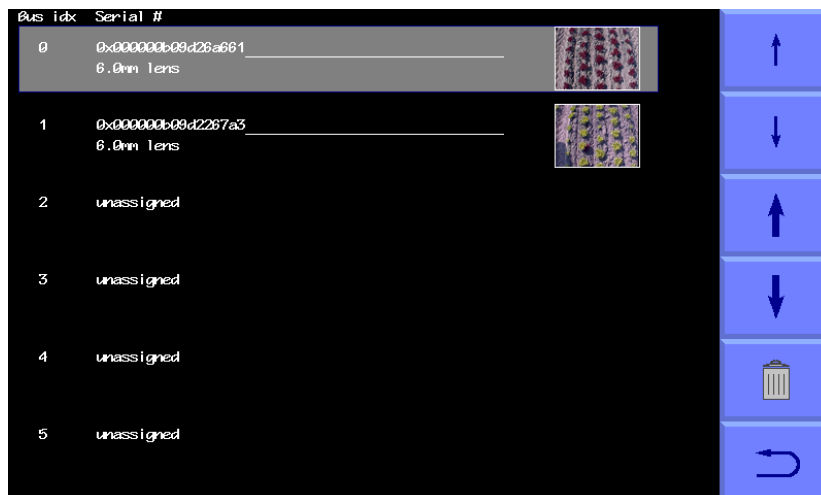 Bus idx Serial #
0 0x000000b09d26a661
6.0mm lens
1 0x000000b09d2267a3
6.0mm lens
2 unassigned
3 unassigned
4 unassigned
5 unassigned